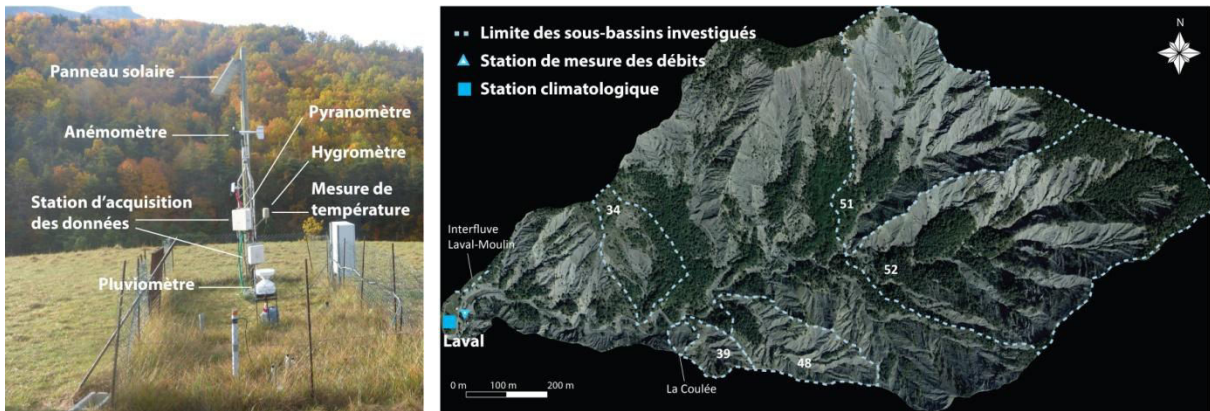 Panneau solaire
Anémomètre
Pyranomètre
Hygromètre
Station d'acquisition
des données
Mesure de
température
Pluviomètre
Limite des sous-bassins investigués
Station de mesure des débits
Station climatologique
N
34
51
52
Interfluve
Laval-Moulin
Laval
39
48
La Coulée
0 m 100 m 200 m